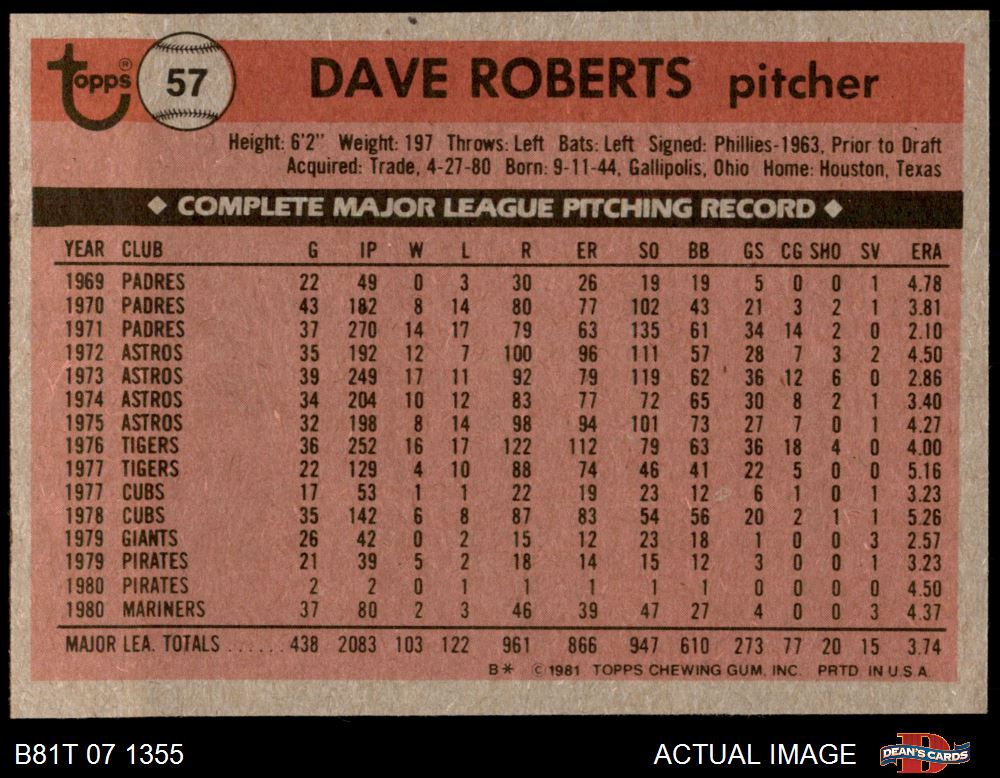 Topps® 57 DAVE ROBERTS pitcher
Height: 6'2" Weight: 197 Throws: Left Bats: Left Signed: Phillies-1963, Prior to Draft
Acquired: Trade, 4-27-80 Born: 9-11-44, Gallipolis, Ohio Home: Houston, Texas
◆ COMPLETE MAJOR LEAGUE PITCHING RECORD ◆
YEAR CLUB G IP W L R ER SO BB GS CG SHO SV ERA
1969 PADRES 22 49 0 3 30 26 19 19 5 0 0 1 4.78
1970 PADRES 43 182 8 14 80 77 102 43 21 3 2 1 3.81
1971 PADRES 37 270 14 17 79 63 135 61 34 14 2 0 2.10
1972 ASTROS 35 192 12 7 100 96 111 57 28 7 3 2 4.50
1973 ASTROS 39 249 17 11 92 79 119 62 36 12 6 0 2.86
1974 ASTROS 34 204 10 12 83 77 72 65 30 8 2 1 3.40
1975 ASTROS 32 198 8 14 98 94 101 73 27 7 0 1 4.27
1976 TIGERS 36 252 16 17 122 112 79 63 36 18 4 0 4.00
1977 TIGERS 22 129 4 10 88 74 46 41 22 5 0 0 5.16
1977 CUBS 17 53 1 1 22 19 23 12 6 1 0 1 3.23
1978 CUBS 35 142 6 8 87 83 54 56 20 2 1 1 5.26
1979 GIANTS 26 42 0 2 15 12 23 18 1 0 0 3 2.57
1979 PIRATES 21 39 5 2 18 14 15 12 3 0 0 1 3.23
1980 PIRATES 2 2 0 1 1 1 1 1 0 0 0 0 4.50
1980 MARINERS 37 80 2 3 46 39 47 27 4 0 0 3 4.37
MAJOR LEA. TOTALS ...... 438 2083 103 122 961 866 947 610 273 77 20 15 3.74
B* © 1981 TOPPS CHEWING GUM, INC. PRTD IN U.S.A.
B81T 07 1355 ACTUAL IMAGE DEAN'S CARDS